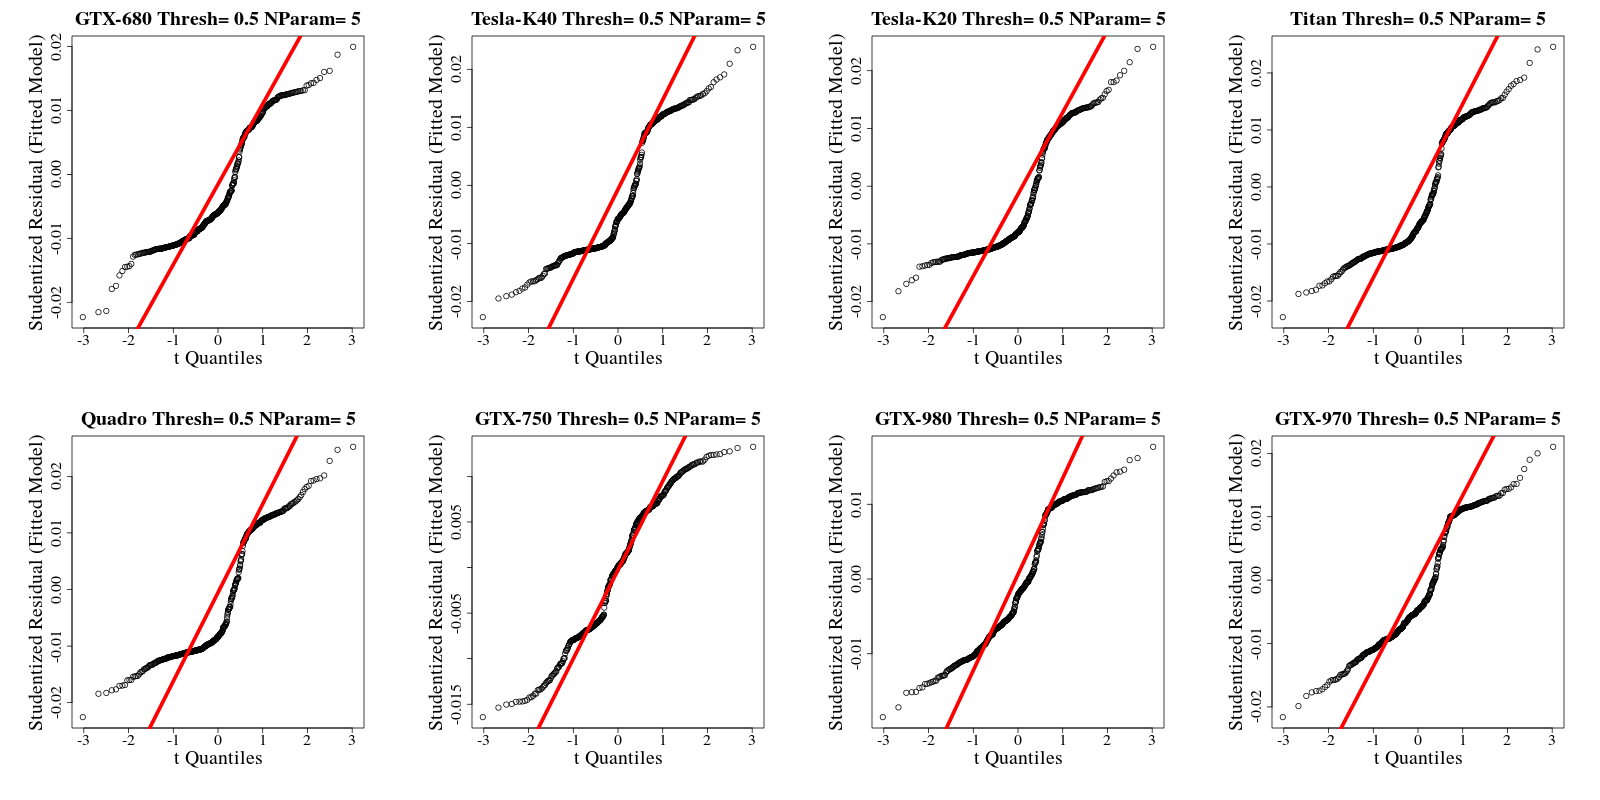 GTX-680 Thresh= 0.5 NParam= 5
Studentized Residual (Fitted Model)
-0.02 -0.01 0.00 0.01 0.02
-3 -2 -1 0 1 2 3
t Quantiles
Tesla-K40 Thresh= 0.5 NParam= 5
Studentized Residual (Fitted Model)
-0.02 -0.01 0.00 0.01 0.02
-3 -2 -1 0 1 2 3
t Quantiles
Tesla-K20 Thresh= 0.5 NParam= 5
Studentized Residual (Fitted Model)
-0.02 -0.01 0.00 0.01 0.02
-3 -2 -1 0 1 2 3
t Quantiles
Titan Thresh= 0.5 NParam= 5
Studentized Residual (Fitted Model)
-0.02 -0.01 0.00 0.01 0.02
-3 -2 -1 0 1 2 3
t Quantiles
Quadro Thresh= 0.5 NParam= 5
Studentized Residual (Fitted Model)
-0.02 -0.01 0.00 0.01 0.02
-3 -2 -1 0 1 2 3
t Quantiles
GTX-750 Thresh= 0.5 NParam= 5
Studentized Residual (Fitted Model)
-0.015 -0.005 0.005
-3 -2 -1 0 1 2 3
t Quantiles
GTX-980 Thresh= 0.5 NParam= 5
Studentized Residual (Fitted Model)
-0.01 0.00 0.01
-3 -2 -1 0 1 2 3
t Quantiles
GTX-970 Thresh= 0.5 NParam= 5
Studentized Residual (Fitted Model)
-0.02 -0.01 0.00 0.01 0.02
-3 -2 -1 0 1 2 3
t Quantiles